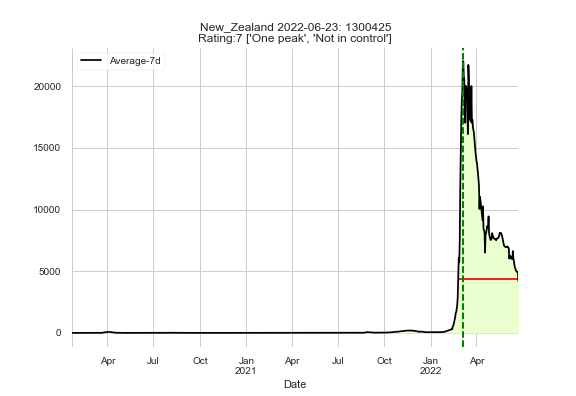 New_Zealand 2022-06-23: 1300425
Rating:7 ['One peak', 'Not in control']
Average-7d
20000
15000
10000
5000
0
Apr Jul Oct Jan Apr Jul Oct Jan Apr
2021 2022
Date